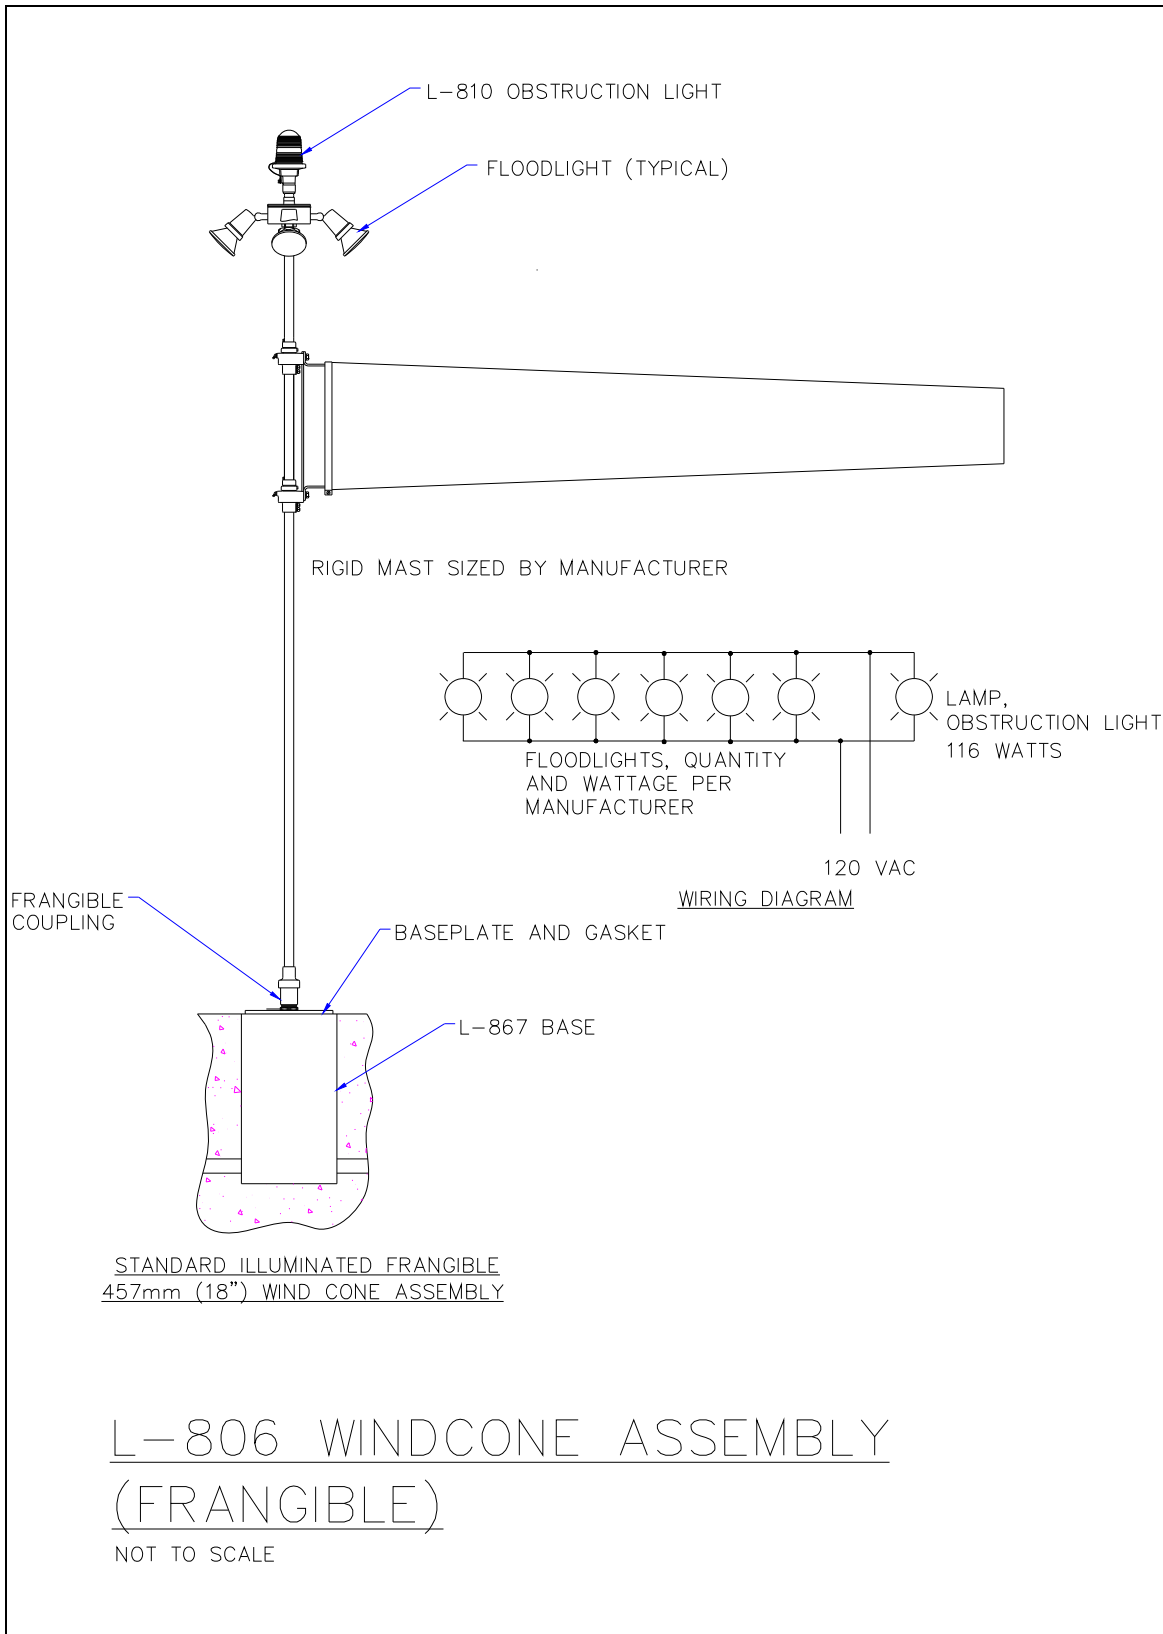 L-810 OBSTRUCTION LIGHT
FLOODLIGHT (TYPICAL)
RIGID MAST SIZED BY MANUFACTURER
LAMP,
OBSTRUCTION LIGHT
116 WATTS
FLOODLIGHTS, QUANTITY
AND WATTAGE PER
MANUFACTURER
120 VAC
WIRING DIAGRAM
FRANGIBLE
COUPLING
BASEPLATE AND GASKET
L-867 BASE
STANDARD ILLUMINATED FRANGIBLE
457mm (18") WIND CONE ASSEMBLY
L-806 WINDCONE ASSEMBLY
(FRANGIBLE)
NOT TO SCALE